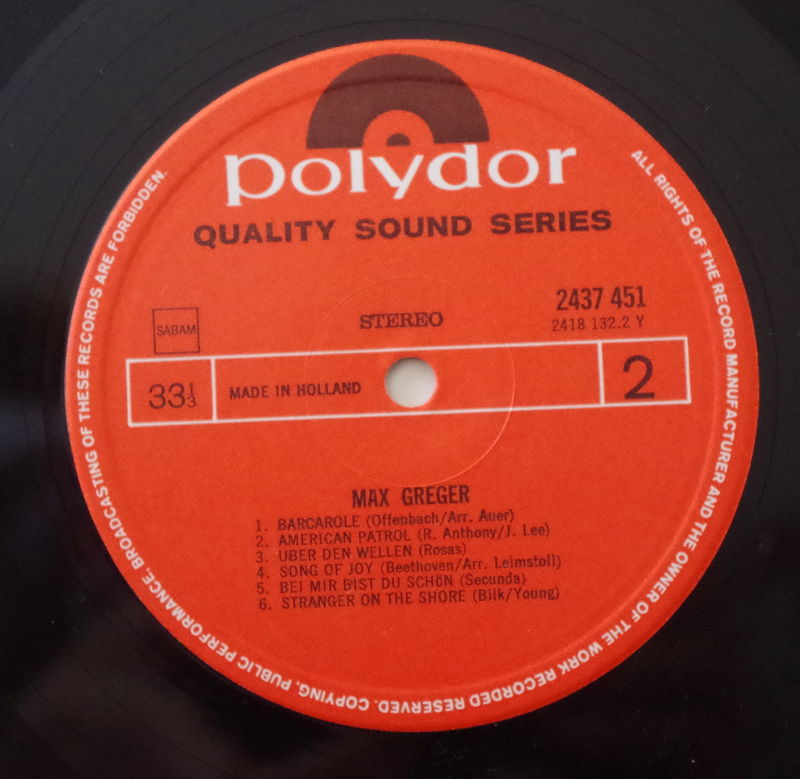 polydor
QUALITY SOUND SERIES
STEREO
2437 451
2418 132.2 Y
SABAM
33 1/3
MADE IN HOLLAND
2
MAX GREGER
1. BARCAROLE (Offenbach/Arr. Auer)
2. AMERICAN PATROL (R. Anthony/J. Lee)
3. UBER DEN WELLEN (Rosas)
4. SONG OF JOY (Beethoven/Arr. Leimstoll)
5. BEI MIR BIST DU SCHÖN (Secunda)
6. STRANGER ON THE SHORE (Bilk/Young)
ALL RIGHTS OF THE RECORD MANUFACTURER AND THE OWNER OF THE WORK RECORDED RESERVED. COPYING, PUBLIC PERFORMANCE, BROADCASTING OF THESE RECORDS ARE FORBIDDEN.